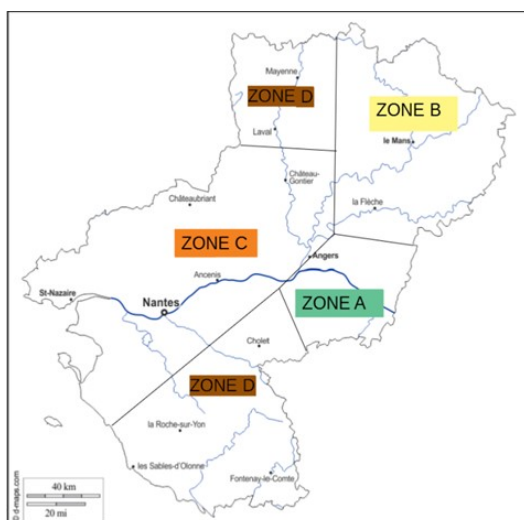 Mayenne
ZONE D
Laval
ZONE B
le Mans
Château-
Gontier
Châteaubriant
la Flèche
ZONE C
Angers
Ancenis
St-Nazaire
Nantes
ZONE A
Cholet
ZONE D
la Roche-sur-Yon
les Sables-d'Olonne
Fontenay-le-Comte
40 km
20 mi
© d-maps.com